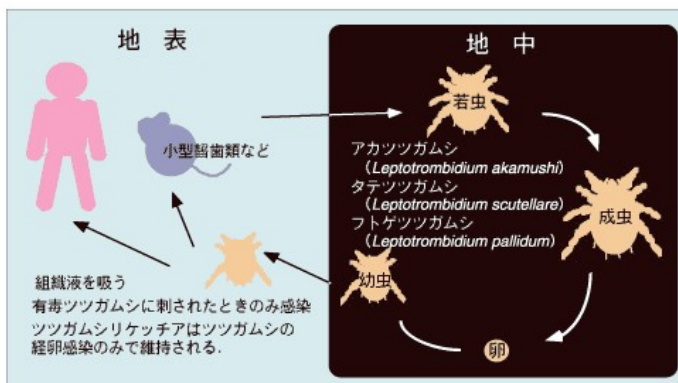 地 表
地 中
若虫
小型齧歯類など
アカツツガムシ
(Leptotrombidium akamushi)
タテツツガムシ
(Leptotrombidium scutellare)
フトゲツツガムシ
(Leptotrombidium pallidum)
成虫
幼虫
卵
組織液を吸う
有毒ツツガムシに刺されたときのみ感染
ツツガムシリケッチアはツツガムシの
経卵感染のみで維持される.